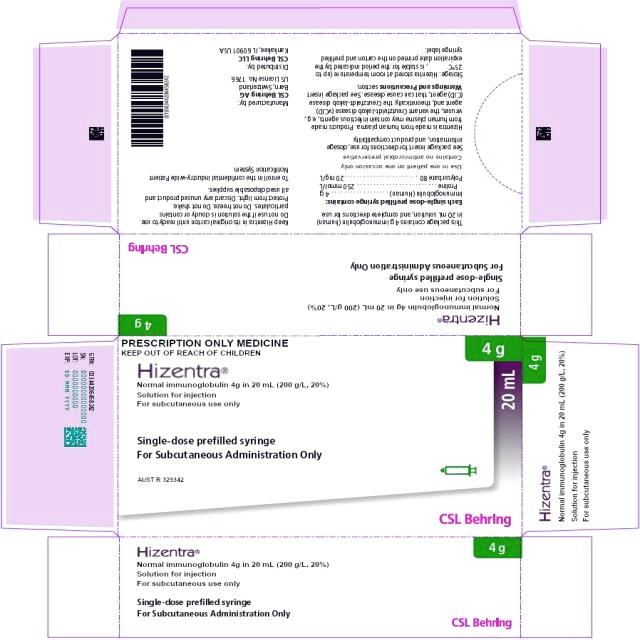 Hizentra®
Normal immunoglobulin 4g in 20 mL (200 g/L, 20%)
Solution for injection
For subcutaneous use only
Single-dose prefilled syringe
For Subcutaneous Administration Only
4 g
CSL Behring
This package contains 4 g immunoglobulin (human)
in 20 mL solution, and complete directions for use.
Each single-dose prefilled syringe contains:
Immunoglobulin (Human) 4 g
Proline 250 mmol/L
Polysorbate 80 20 mg/L
Use in one patient on one occasion only
Contains no antimicrobial preservative
See package insert for directions for use, dosage
information, and product compatibility.
Hizentra is made from human plasma. Products made
from human plasma may contain infectious agents, e.g.,
viruses, the variant Creutzfeldt-Jakob disease (vCJD)
agent and, theoretically, the Creutzfeldt-Jakob disease
(CJD) agent, that can cause disease. See package insert
Warnings and Precautions section.
Storage: Hizentra stored at room temperature (up to
25°C , is stable for the period indicated by the
expiration date printed on the carton and prefilled
syringe label.
Keep Hizentra in its original carton until ready to use.
Do not use if the solution is cloudy or contains
particulates. Do not freeze. Do not shake.
Protect from light. Discard any unused product and
all used disposable supplies.
To enroll in the confidential, industry-wide Patient
Notification System
Manufactured by:
CSL Behring AG
Bern, Switzerland
US License No. 1766
Distributed by:
CSL Behring LLC
Kankakee, IL 60901 USA
PRESCRIPTION ONLY MEDICINE
KEEP OUT OF REACH OF CHILDREN
4 g
20 mL
Hizentra®
Normal immunoglobulin 4g in 20 mL (200 g/L, 20%)
Solution for injection
For subcutaneous use only
Single-dose prefilled syringe
For Subcutaneous Administration Only
AUST R 329342
CSL Behring
GTIN:
SN:
LOT:
EXP:
DD MMM YYYY
4 g
Hizentra®
Normal immunoglobulin 4g in 20 mL (200 g/L, 20%)
Solution for injection
For subcutaneous use only
Hizentra®
Normal immunoglobulin 4g in 20 mL (200 g/L, 20%)
Solution for injection
For subcutaneous use only
4 g
Single-dose prefilled syringe
For Subcutaneous Administration Only
CSL Behring